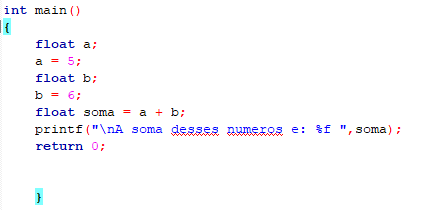 int main()
{
float a;
a = 5;
float b;
b = 6;
float soma = a + b;
printf("\nA soma desses numeros e: %f ",soma);
return 0;
}